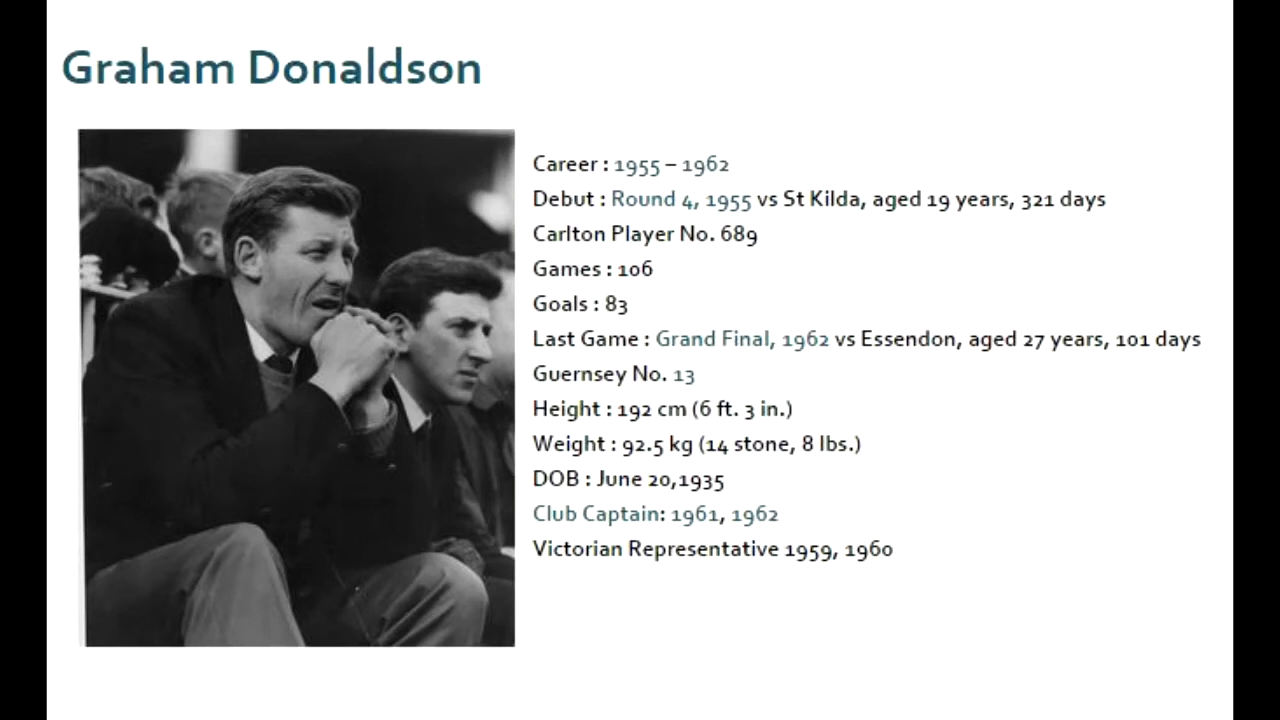 Graham Donaldson
Career : 1955 – 1962
Debut : Round 4, 1955 vs St Kilda, aged 19 years, 321 days
Carlton Player No. 689
Games : 106
Goals : 83
Last Game : Grand Final, 1962 vs Essendon, aged 27 years, 101 days
Guernsey No. 13
Height : 192 cm (6 ft. 3 in.)
Weight : 92.5 kg (14 stone, 8 lbs.)
DOB : June 20,1935
Club Captain: 1961, 1962
Victorian Representative 1959, 1960